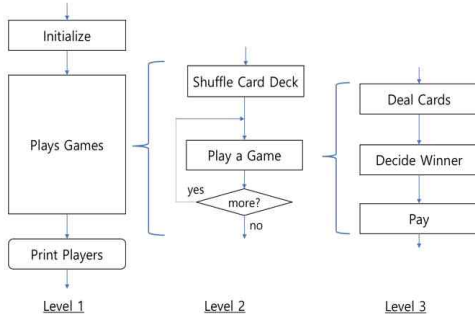 Initialize
Plays Games
Print Players
Level 1
Shuffle Card Deck
Play a Game
yes
more?
no
Level 2
Deal Cards
Decide Winner
Pay
Level 3